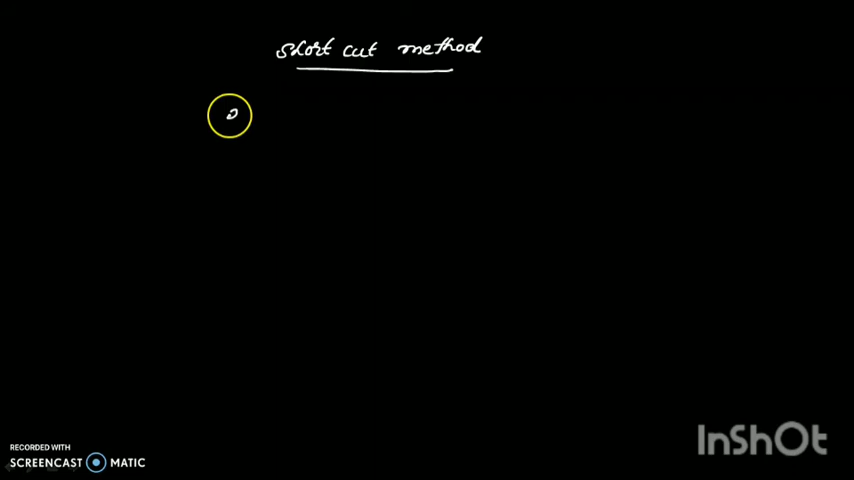 short cut method
RECORDED WITH
SCREENCAST MATIC
InShOt